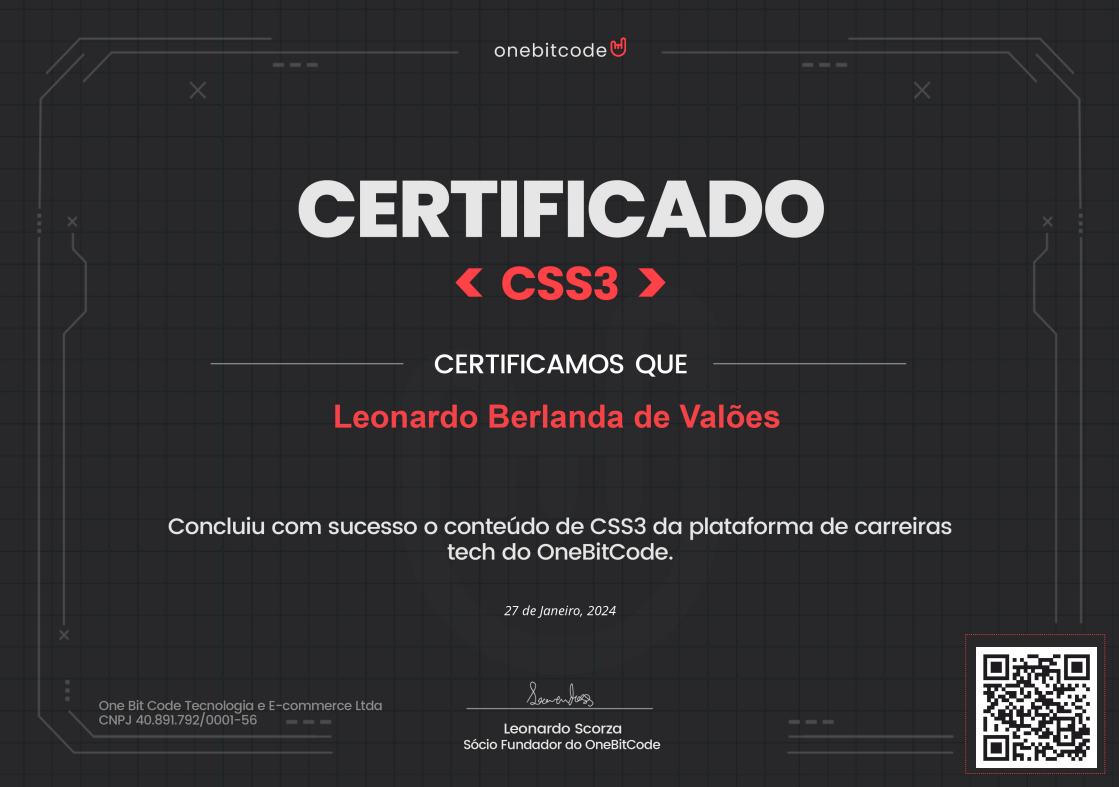 onebitcode
CERTIFICADO
< CSS3 >
CERTIFICAMOS QUE
Leonardo Berlanda de Valões
Concluiu com sucesso o conteúdo de CSS3 da plataforma de carreiras
tech do OneBitCode.
27 de Janeiro, 2024
One Bit Code Tecnologia e E-commerce Ltda
CNPJ 40.891.792/0001-56
Leonardo Scorza
Sócio Fundador do OneBitCode